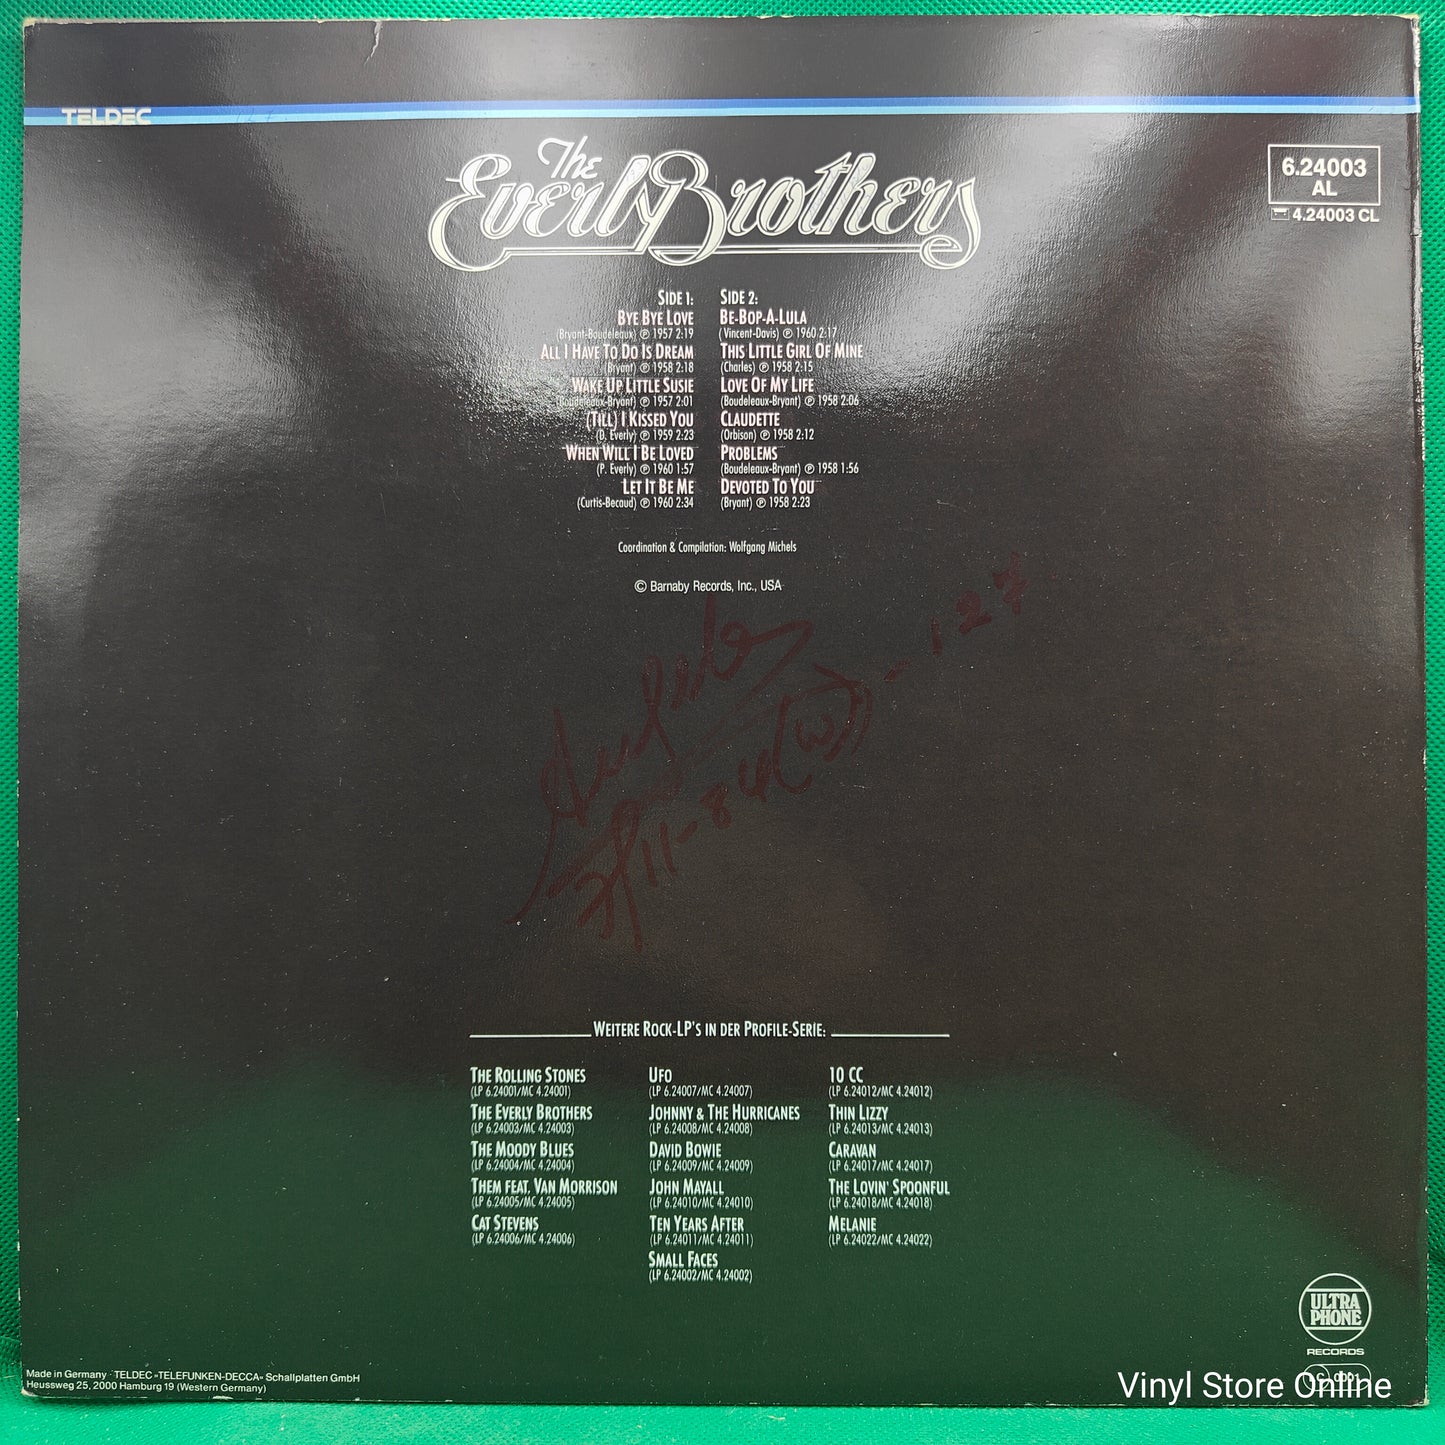 TELDEC
The
Everly Brothers
6.24003
AL
4.24003 CL
SIDE 1:
BYE BYE LOVE
(Bryant-Boudeleaux) ℗ 1957 2:19
ALL I HAVE TO DO IS DREAM
(Bryant) ℗ 1958 2:18
WAKE UP LITTLE SUSIE
(Boudeleaux-Bryant) ℗ 1957 2:01
(TILL) I KISSED YOU
(D. Everly) ℗ 1959 2:23
WHEN WILL I BE LOVED
(P. Everly) ℗ 1960 1:57
LET IT BE ME
(Curtis-Becaud) ℗ 1960 2:34
SIDE 2:
BE-BOP-A-LULA
(Vincent-Davis) ℗ 1960 2:17
THIS LITTLE GIRL OF MINE
(Charles) ℗ 1958 2:15
LOVE OF MY LIFE
(Boudeleaux-Bryant) ℗ 1958 2:06
CLAUDETTE
(Orbison) ℗ 1958 2:12
PROBLEMS
(Boudeleaux-Bryant) ℗ 1958 1:56
DEVOTED TO YOU
(Bryant) ℗ 1958 2:23
Coordination & Compilation: Wolfgang Michels
© Barnaby Records, Inc., USA
WEITERE ROCK-LP'S IN DER PROFILE-SERIE:
THE ROLLING STONES
(LP 6.24001/MC 4.24001)
THE EVERLY BROTHERS
(LP 6.24003/MC 4.24003)
THE MOODY BLUES
(LP 6.24004/MC 4.24004)
THEM FEAT. VAN MORRISON
(LP 6.24005/MC 4.24005)
CAT STEVENS
(LP 6.24006/MC 4.24006)
UFO
(LP 6.24007/MC 4.24007)
JOHNNY & THE HURRICANES
(LP 6.24008/MC 4.24008)
DAVID BOWIE
(LP 6.24009/MC 4.24009)
JOHN MAYALL
(LP 6.24010/MC 4.24010)
TEN YEARS AFTER
(LP 6.24011/MC 4.24011)
SMALL FACES
(LP 6.24002/MC 4.24002)
10 CC
(LP 6.24012/MC 4.24012)
THIN LIZZY
(LP 6.24013/MC 4.24013)
CARAVAN
(LP 6.24017/MC 4.24017)
THE LOVIN' SPOONFUL
(LP 6.24018/MC 4.24018)
MELANIE
(LP 6.24022/MC 4.24022)
ULTRA
PHONE
RECORDS
LC 0001
Made in Germany · TELDEC »TELEFUNKEN-DECCA« Schallplatten GmbH
Heussweg 25, 2000 Hamburg 19 (Western Germany)
Vinyl Store Online